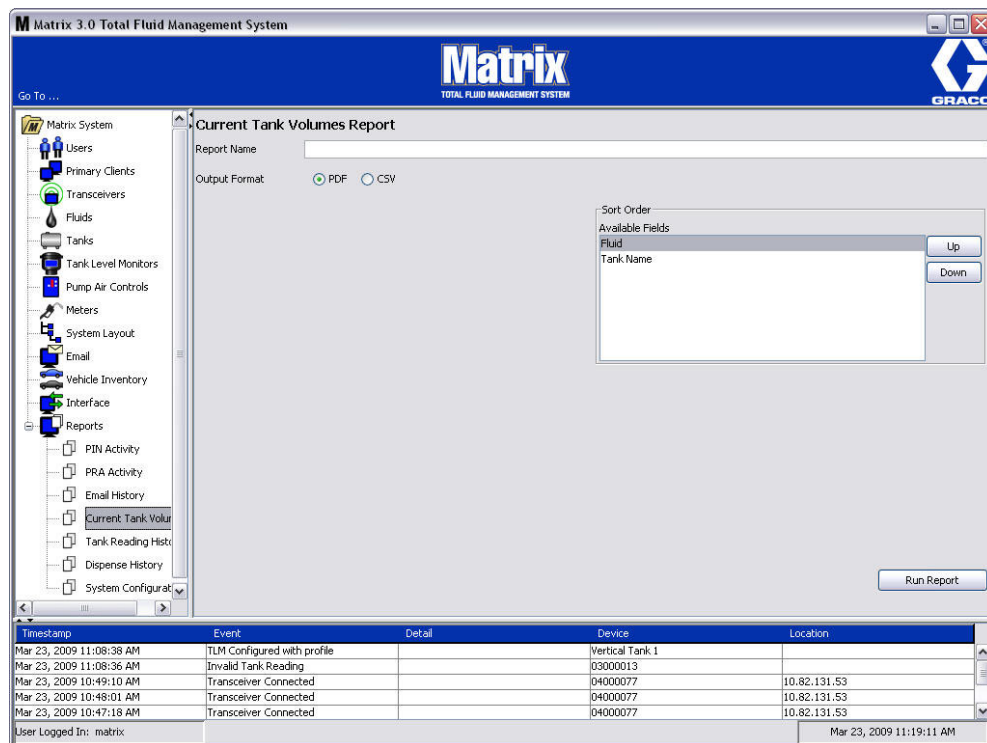 M Matrix 3.0 Total Fluid Management System
Matrix
TOTAL FLUID MANAGEMENT SYSTEM
GRACO
Go To ...
Matrix System
Users
Primary Clients
Transceivers
Fluids
Tanks
Tank Level Monitors
Pump Air Controls
Meters
System Layout
Email
Vehicle Inventory
Interface
Reports
PIN Activity
PRA Activity
Email History
Current Tank Volu
Tank Reading Hist
Dispense History
System Configurat
Current Tank Volumes Report
Report Name
Output Format PDF CSV
Sort Order
Available Fields
Fluid
Tank Name
Up
Down
Run Report
Timestamp Event Detail Device Location
Mar 23, 2009 11:08:38 AM TLM Configured with profile Vertical Tank 1
Mar 23, 2009 11:08:36 AM Invalid Tank Reading 03000013
Mar 23, 2009 10:49:10 AM Transceiver Connected 04000077 10.82.131.53
Mar 23, 2009 10:48:01 AM Transceiver Connected 04000077 10.82.131.53
Mar 23, 2009 10:47:18 AM Transceiver Connected 04000077 10.82.131.53
User Logged In: matrix Mar 23, 2009 11:19:11 AM